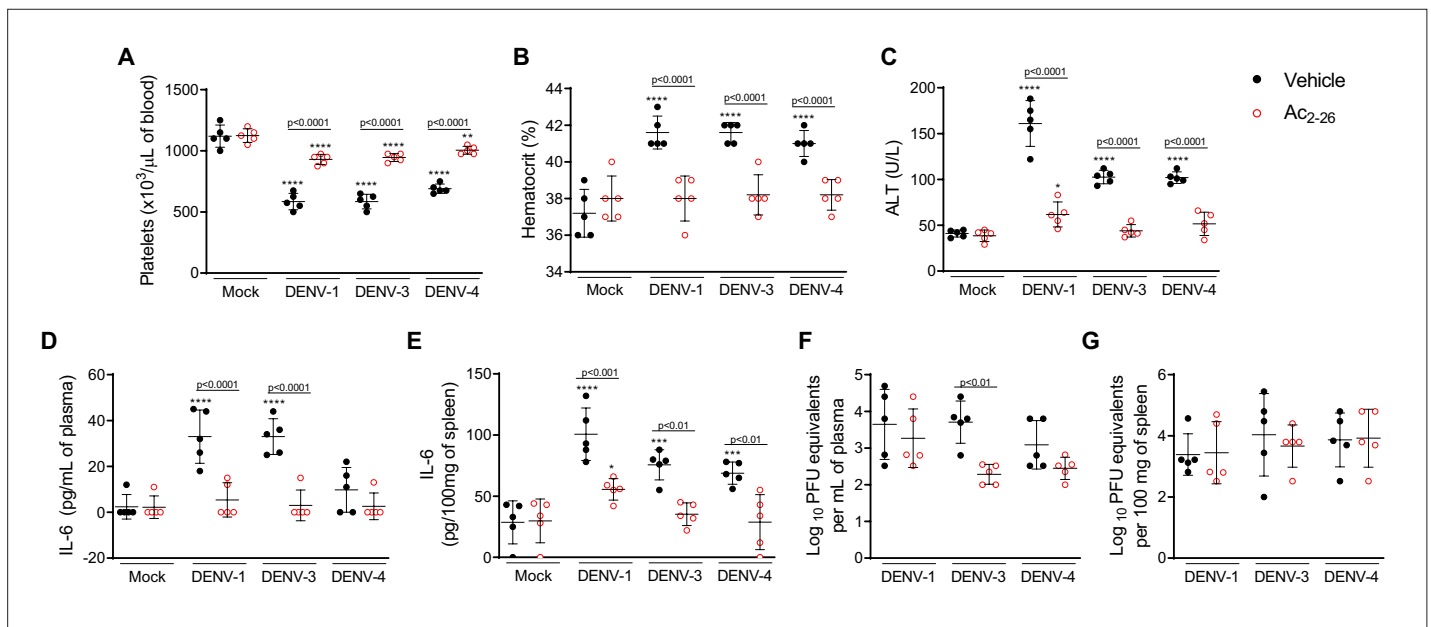 A
Platelets (x10³/µL of blood)
1500
1000
500
0
p<0.0001
p<0.0001
p<0.0001
****
****
**
****
****
****
Mock
DENV-1
DENV-3
DENV-4
B
Hematocrit (%)
44
42
40
38
36
34
p<0.0001
p<0.0001
p<0.0001
****
****
****
Mock
DENV-1
DENV-3
DENV-4
C
ALT (U/L)
200
150
100
50
0
p<0.0001
****
p<0.0001
p<0.0001
****
****
*
Mock
DENV-1
DENV-3
DENV-4
Vehicle
Ac2-26
D
IL-6 (pg/mL of plasma)
60
40
20
0
-20
p<0.0001
p<0.0001
****
****
Mock
DENV-1
DENV-3
DENV-4
E
IL-6
(pg/100mg of spleen)
150
100
50
0
p<0.001
****
p<0.01
p<0.01
***
***
*
Mock
DENV-1
DENV-3
DENV-4
F
Log 10 PFU equivalents
per mL of plasma
5
4
3
2
1
0
p<0.01
DENV-1
DENV-3
DENV-4
G
Log 10 PFU equivalents
per 100 mg of spleen
6
4
2
0
DENV-1
DENV-3
DENV-4